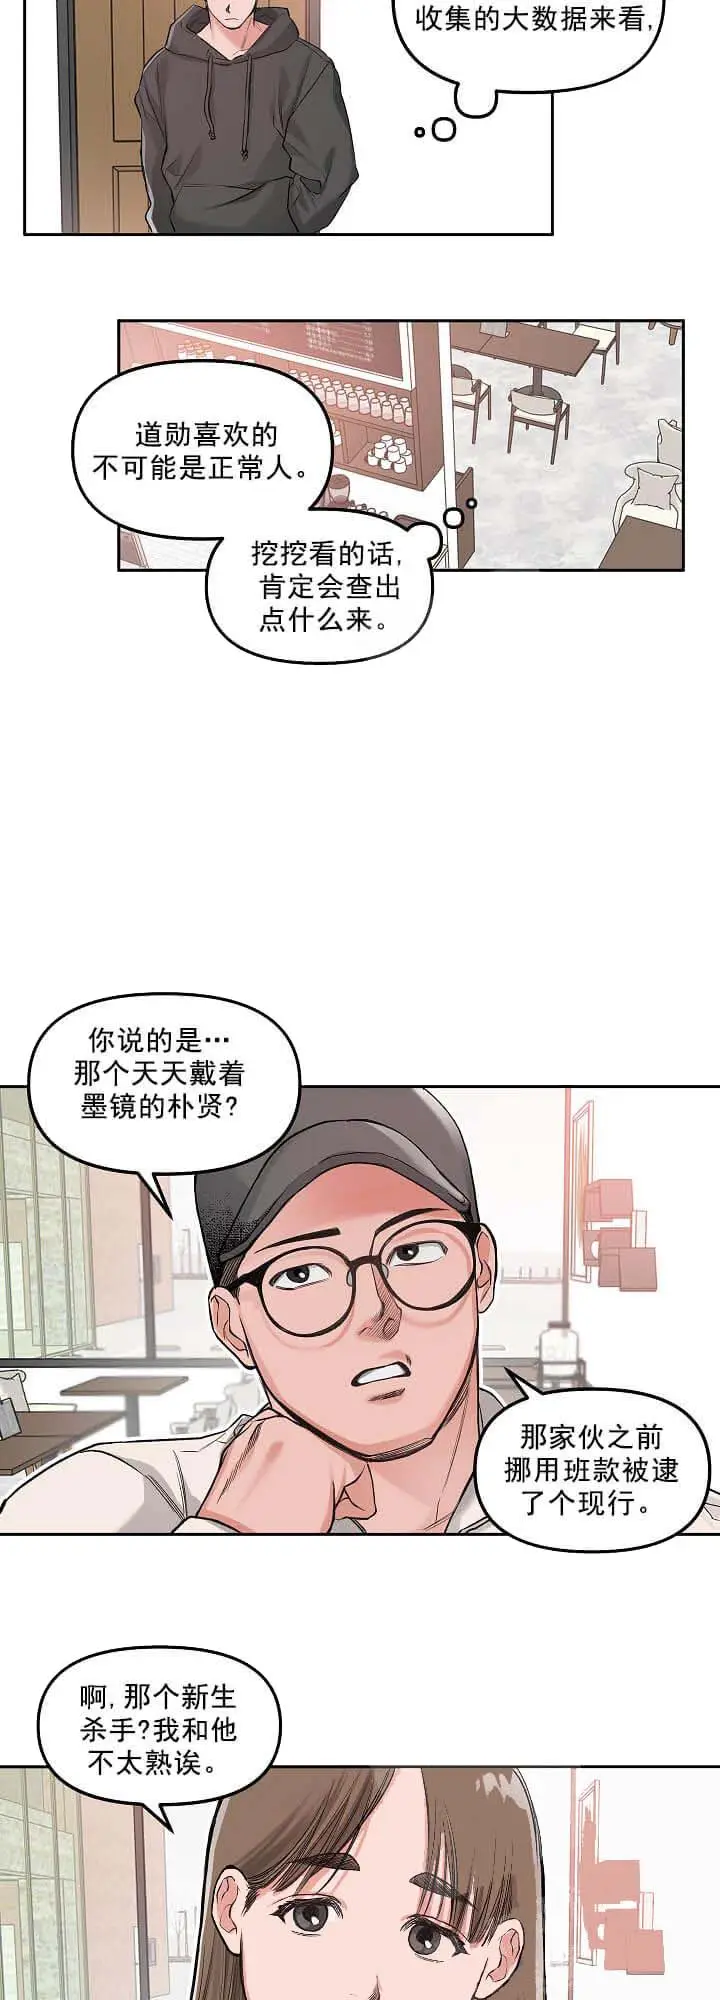 收集的大数据来看,
道勋喜欢的
不可能是正常人。
挖挖看的话,
肯定会查出
点什么来。
你说的是…
那个天天戴着
墨镜的朴贤?
那家伙之前
挪用班款被逮
了个现行。
啊,那个新生
杀手?我和他
不太熟诶。